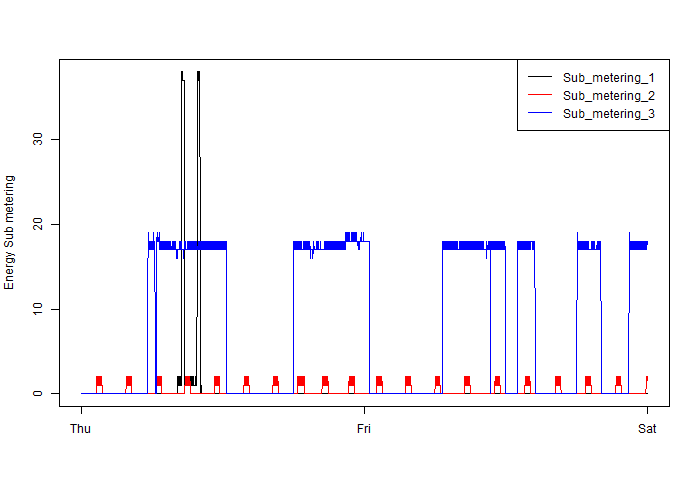 Sub_metering_1
Sub_metering_2
Sub_metering_3
Energy Sub metering
30
20
10
0
Thu Fri Sat